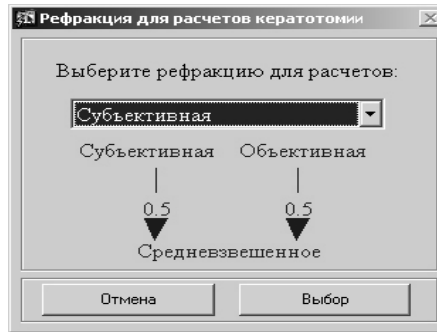 Рефракция для расчетов кератотомии
Выберите рефракцию для расчетов:
Субъективная
Субъективная Объективная
0.5 0.5
Средневзвешенное
Отмена Выбор